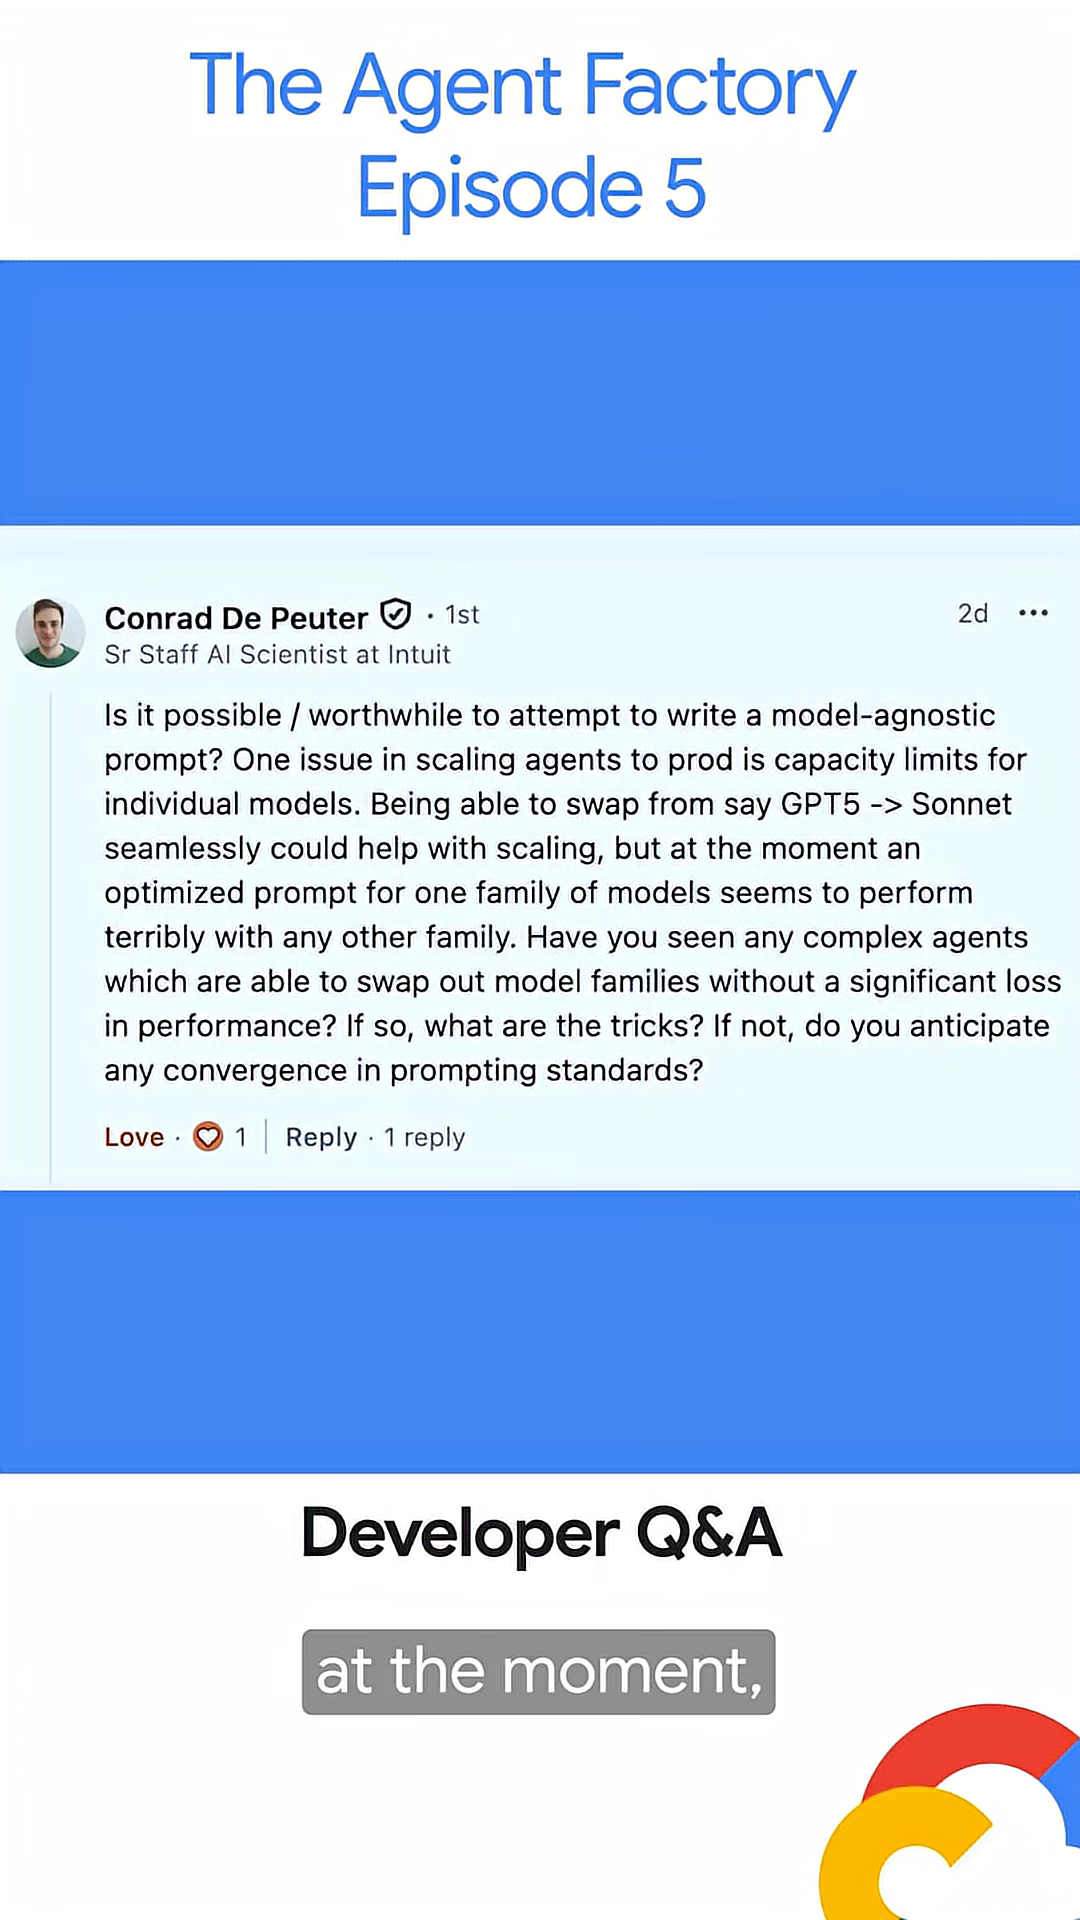 The Agent Factory
Episode 5
Conrad De Peuter · 1st
2d ···
Sr Staff AI Scientist at Intuit
Is it possible / worthwhile to attempt to write a model-agnostic
prompt? One issue in scaling agents to prod is capacity limits for
individual models. Being able to swap from say GPT5 -> Sonnet
seamlessly could help with scaling, but at the moment an
optimized prompt for one family of models seems to perform
terribly with any other family. Have you seen any complex agents
which are able to swap out model families without a significant loss
in performance? If so, what are the tricks? If not, do you anticipate
any convergence in prompting standards?
Love · 1 | Reply · 1 reply
Developer Q&A
at the moment,